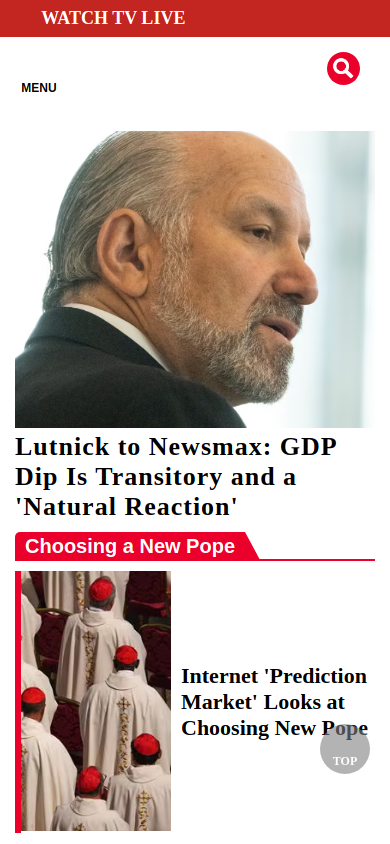 WATCH TV LIVE
MENU
Lutnick to Newsmax: GDP
Dip Is Transitory and a
'Natural Reaction'
Choosing a New Pope
Internet 'Prediction
Market' Looks at
Choosing New Pope
TOP